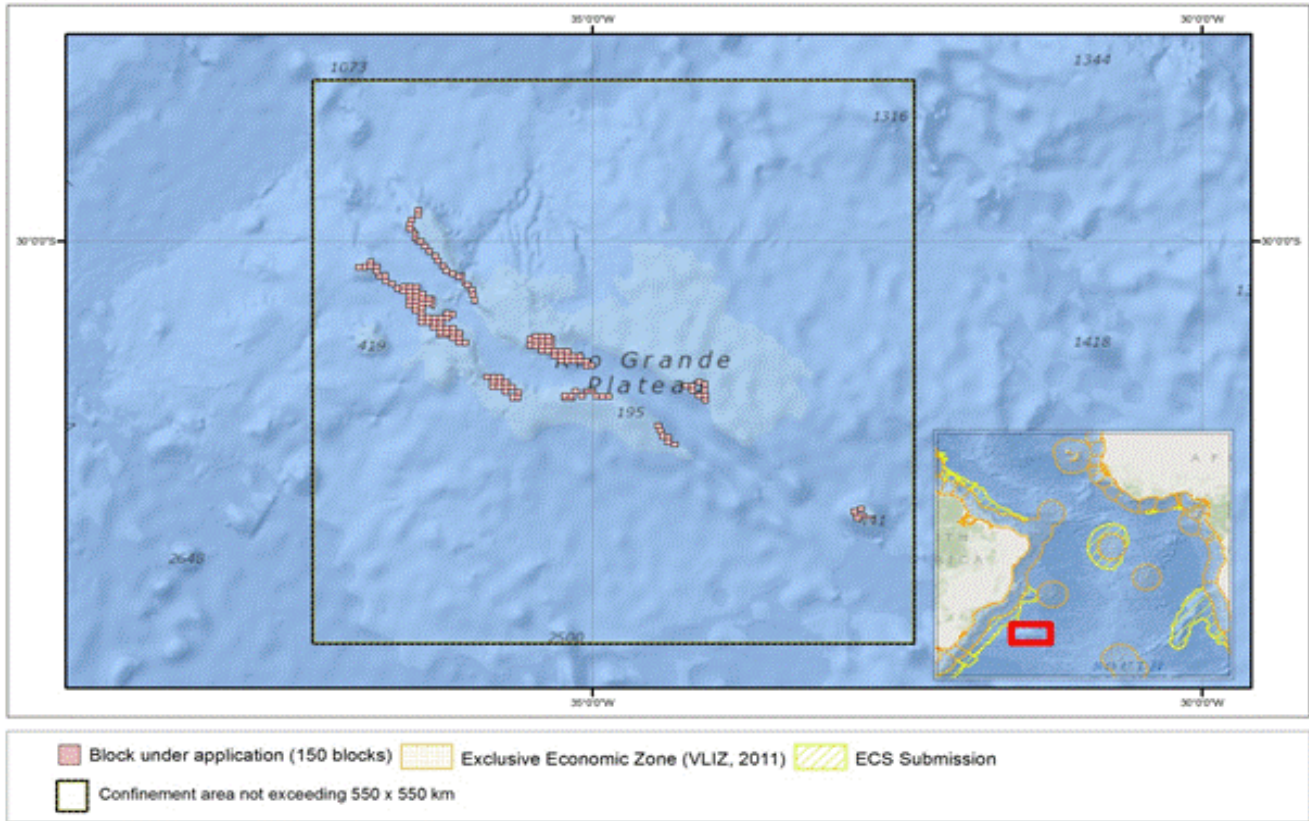 35°0'0"W
30°0'0"W
1073
1344
1316
30°0'0"S
30°0'0"S
419
1418
Rio Grande
Plateau
195
2648
2500
35°0'0"W
30°0'0"W
Block under application (150 blocks)
Exclusive Economic Zone (VLIZ, 2011)
ECS Submission
Confinement area not exceeding 550 x 550 km